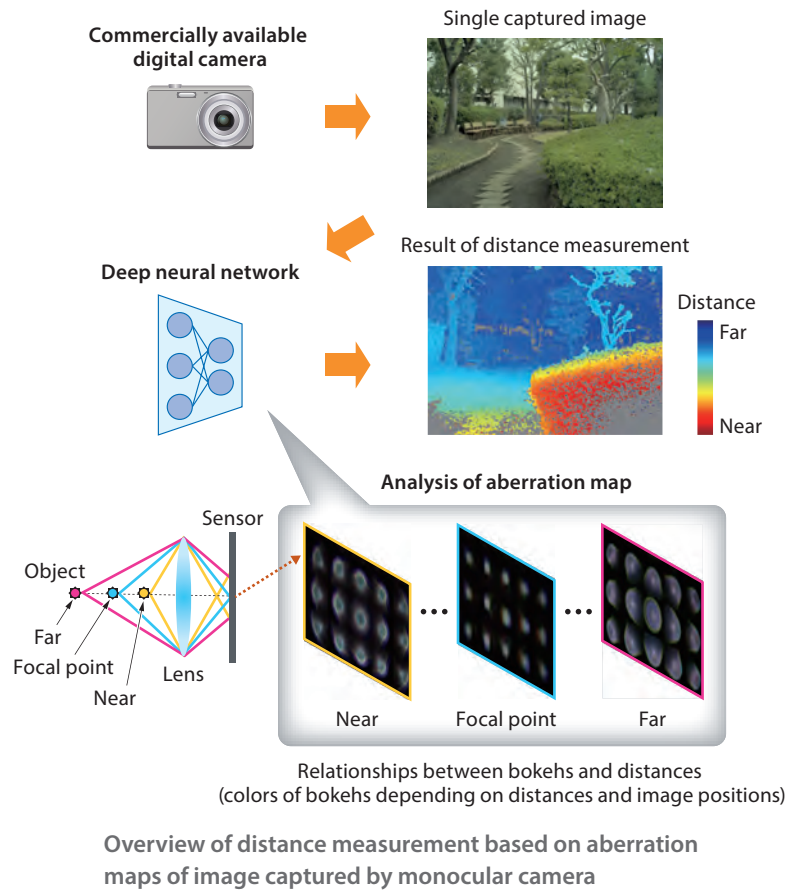 Commercially available
digital camera
Single captured image
Deep neural network
Result of distance measurement
Distance
Far
Near
Analysis of aberration map
Sensor
Object
Far
Focal point
Near
Lens
Near
Focal point
Far
Relationships between bokehs and distances
(colors of bokehs depending on distances and image positions)
Overview of distance measurement based on aberration
maps of image captured by monocular camera